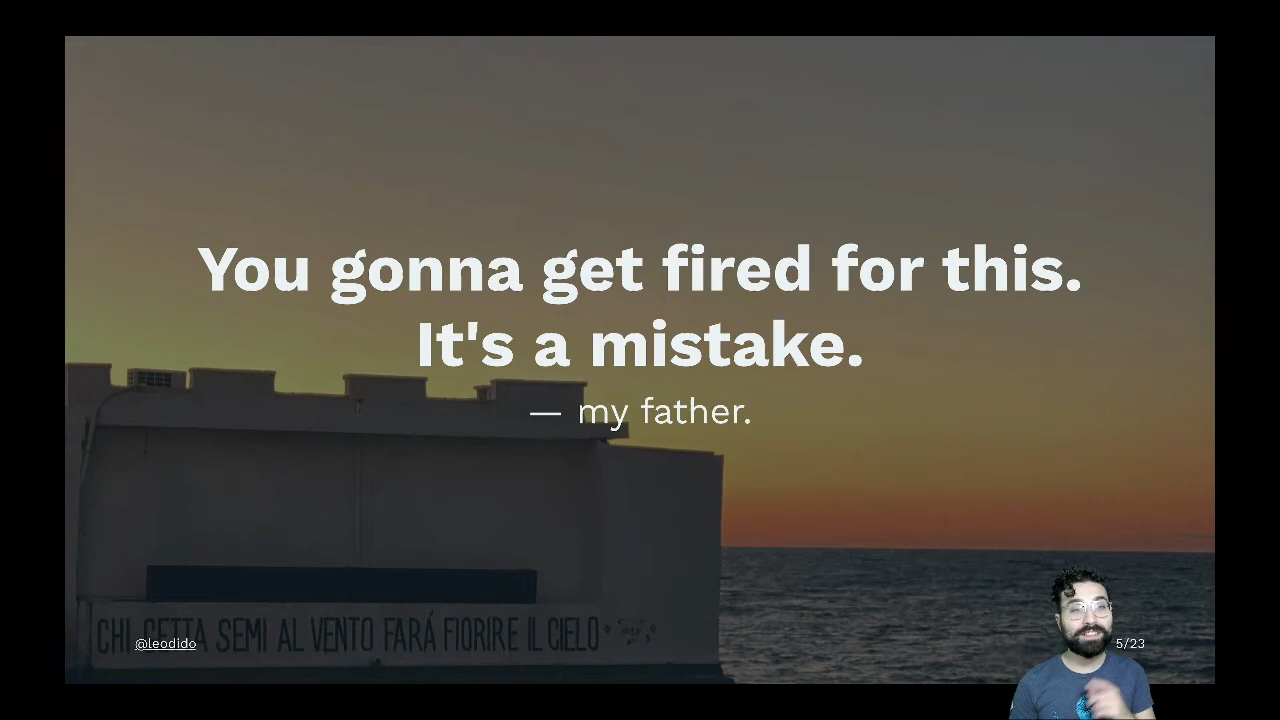 You gonna get fired for this.
It's a mistake.
— my father.
CHI GETTA SEMI AL VENTO FARÁ FIORIRE IL CIELO
@leodido
5/23